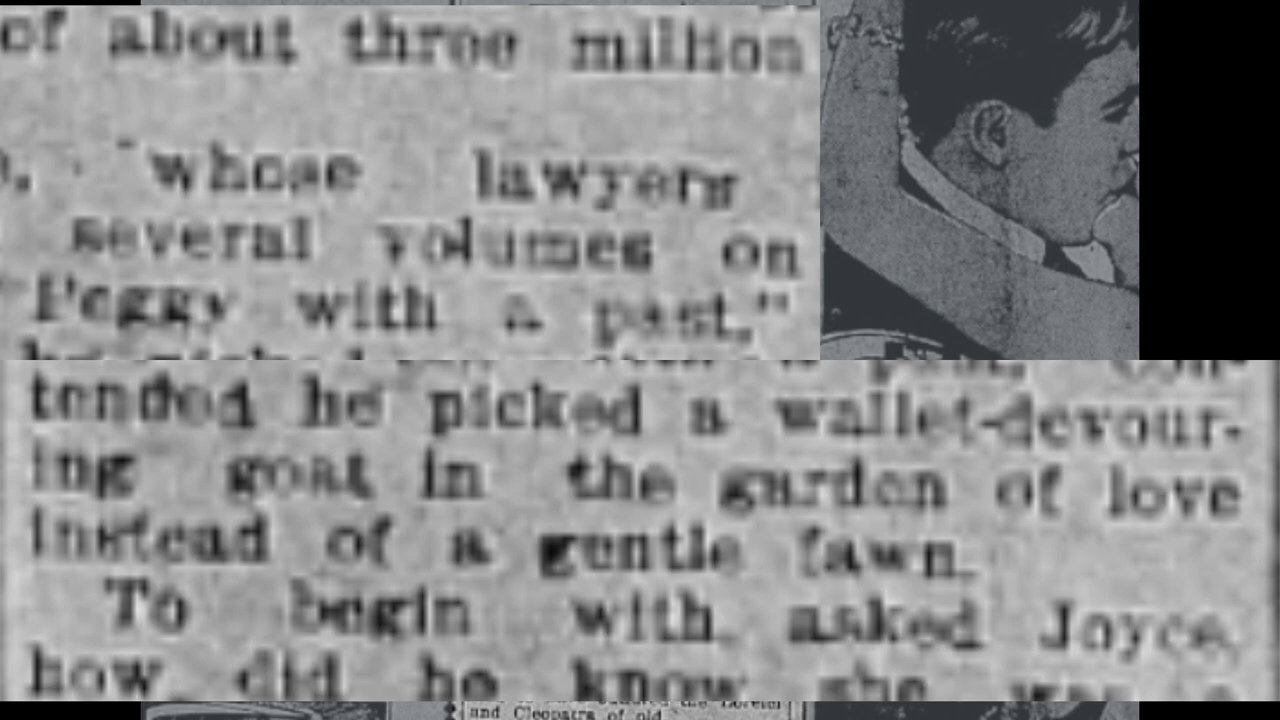 of about three million
whose lawyers
several volumes on
Peggy with a past,"
tended he picked a wallet-devour-
ing goat in the garden of love
instead of a gentle fawn.
To begin with, asked Joyce,
how did he know she
and Cleopatra of old